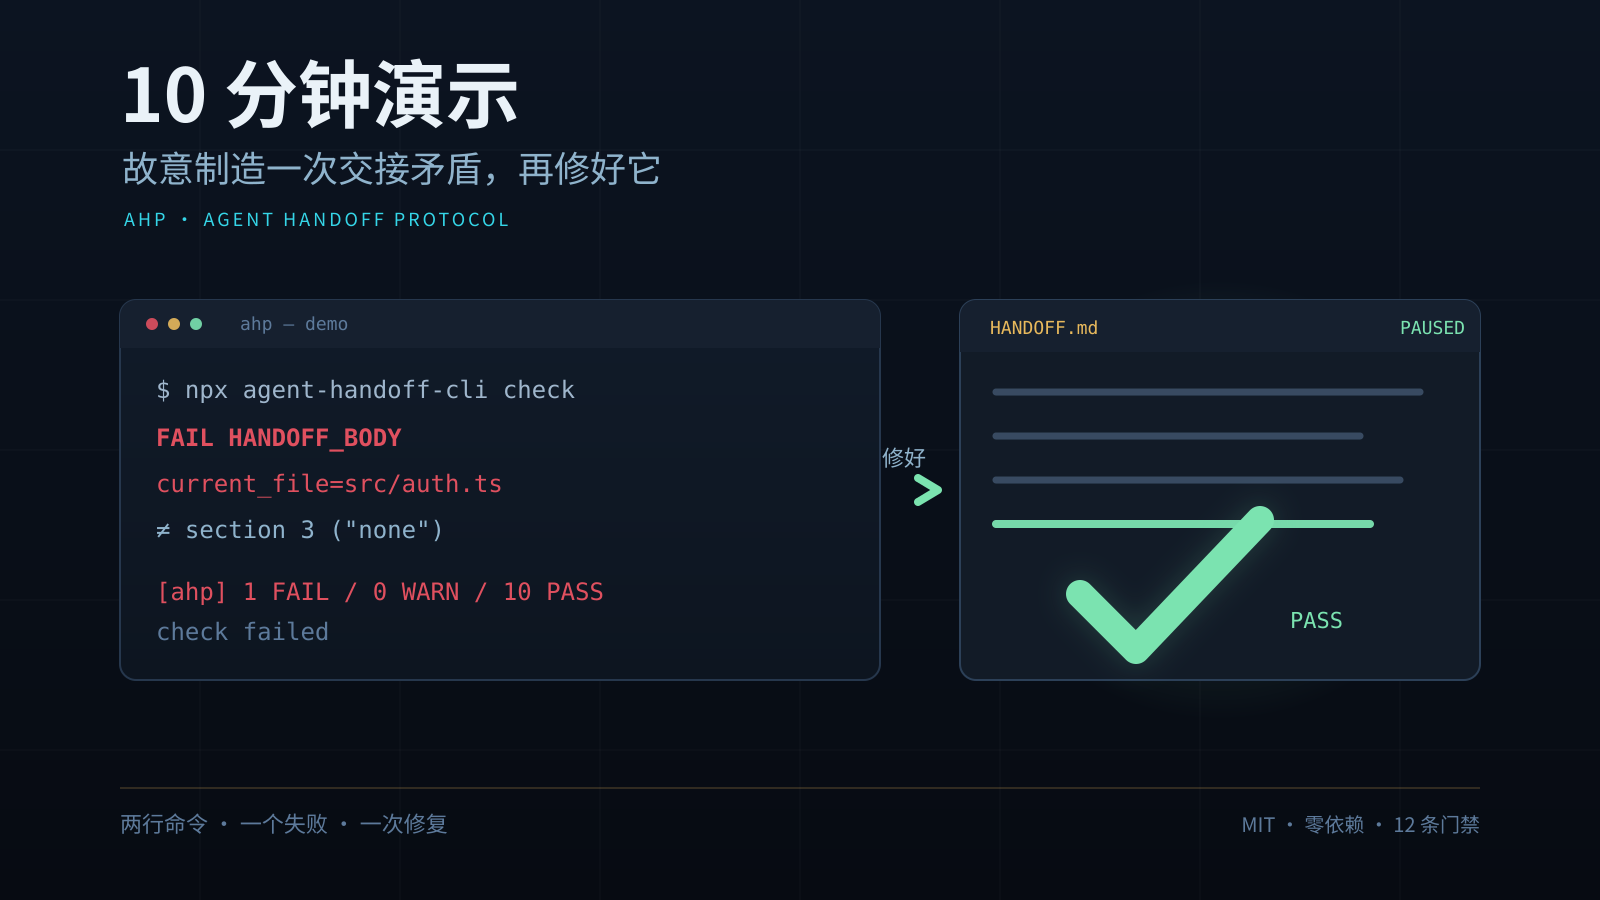 10 分钟演示
故意制造一次交接矛盾，再修好它
AHP · AGENT HANDOFF PROTOCOL
ahp — demo
$ npx agent-handoff-cli check
FAIL HANDOFF_BODY
current_file=src/auth.ts
≠ section 3 ("none")
[ahp] 1 FAIL / 0 WARN / 10 PASS
check failed
修好
HANDOFF.md
PAUSED
PASS
两行命令 · 一个失败 · 一次修复
MIT · 零依赖 · 12 条门禁